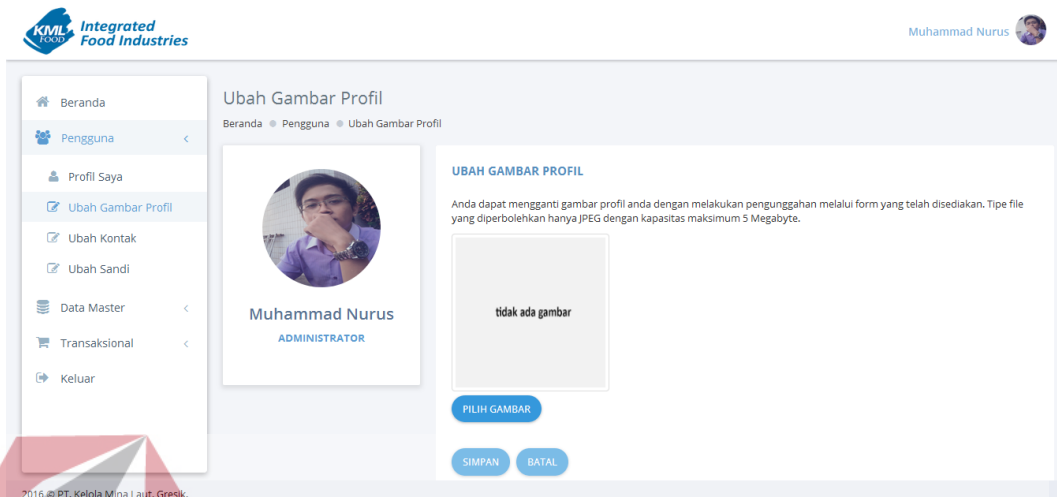 KML FOOD Integrated Food Industries
Muhammad Nurus
Beranda
Pengguna
Profil Saya
Ubah Gambar Profil
Ubah Kontak
Ubah Sandi
Data Master
Transaksional
Keluar
Ubah Gambar Profil
Beranda Pengguna Ubah Gambar Profil
Muhammad Nurus
ADMINISTRATOR
UBAH GAMBAR PROFIL
Anda dapat mengganti gambar profil anda dengan melakukan pengunggahan melalui form yang telah disediakan. Tipe file
yang diperbolehkan hanya JPEG dengan kapasitas maksimum 5 Megabyte.
tidak ada gambar
PILIH GAMBAR
SIMPAN BATAL
2016 @ PT. Kelola Mina Laut, Gresik.